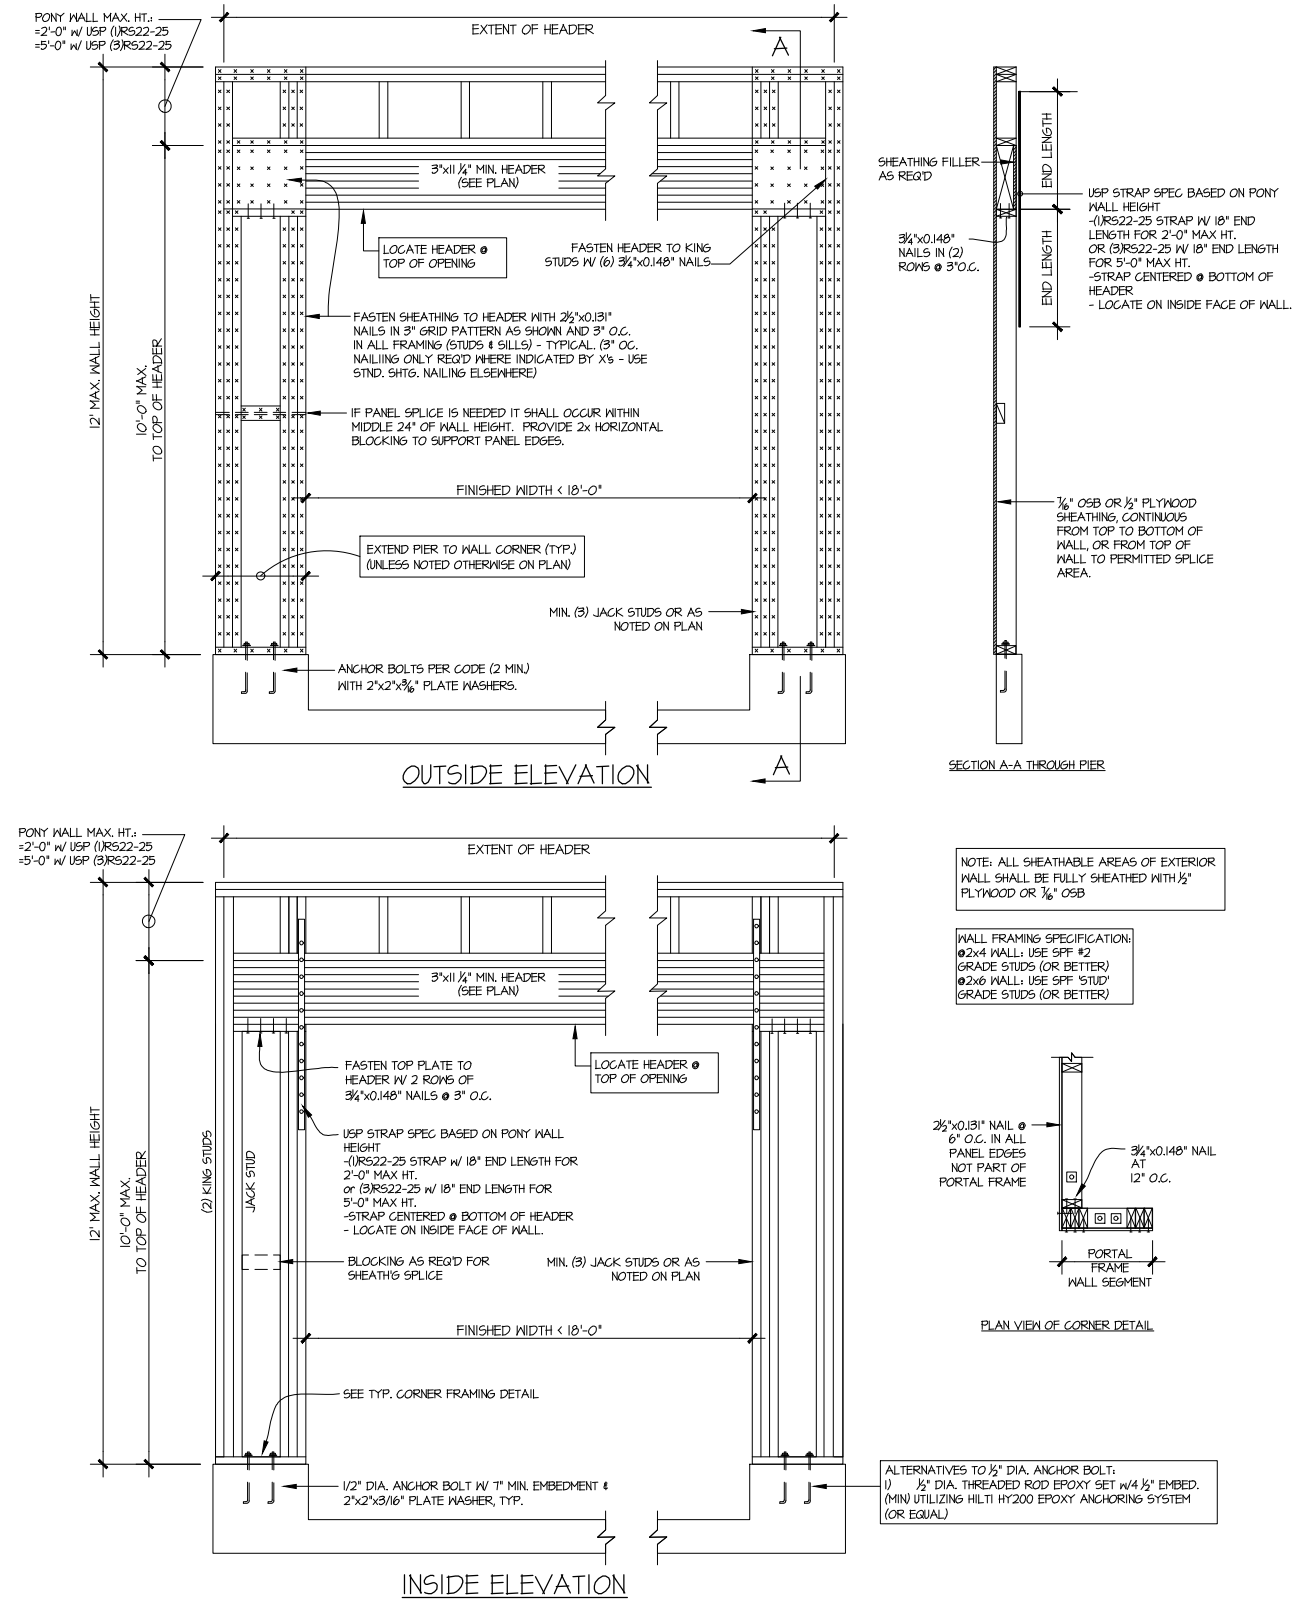 PONY WALL MAX. HT.:
=2'-0" W/ USP (1)RS22-25
=5'-0" W/ USP (3)RS22-25
EXTENT OF HEADER
A
3"x11 1/4" MIN. HEADER
(SEE PLAN)
LOCATE HEADER @
TOP OF OPENING
FASTEN HEADER TO KING
STUDS W/ (6) 3 1/4"x0.148" NAILS
FASTEN SHEATHING TO HEADER WITH 2 1/2"x0.131"
NAILS IN 3" GRID PATTERN AS SHOWN AND 3" O.C.
IN ALL FRAMING (STUDS & SILLS) - TYPICAL. (3" OC.
NAILIING ONLY REQ'D WHERE INDICATED BY X's - USE
STND. SHTG. NAILING ELSEWHERE)
IF PANEL SPLICE IS NEEDED IT SHALL OCCUR WITHIN
MIDDLE 24" OF WALL HEIGHT. PROVIDE 2x HORIZONTAL
BLOCKING TO SUPPORT PANEL EDGES.
12' MAX. WALL HEIGHT
10'-0" MAX.
TO TOP OF HEADER
FINISHED WIDTH < 18'-0"
EXTEND PIER TO WALL CORNER (TYP.)
(UNLESS NOTED OTHERWISE ON PLAN)
MIN. (3) JACK STUDS OR AS
NOTED ON PLAN
ANCHOR BOLTS PER CODE (2 MIN.)
WITH 2"x2"x3/16" PLATE WASHERS.
A
OUTSIDE ELEVATION
SHEATHING FILLER
AS REQ'D
3 1/4"x0.148"
NAILS IN (2)
ROWS @ 3"O.C.
END LENGTH
END LENGTH
USP STRAP SPEC BASED ON PONY
WALL HEIGHT
-(1)RS22-25 STRAP W/ 18" END
LENGTH FOR 2'-0" MAX HT.
OR (3)RS22-25 W/ 18" END LENGTH
FOR 5'-0" MAX HT.
-STRAP CENTERED @ BOTTOM OF
HEADER
- LOCATE ON INSIDE FACE OF WALL.
7/16" OSB OR 1/2" PLYWOOD
SHEATHING, CONTINUOUS
FROM TOP TO BOTTOM OF
WALL, OR FROM TOP OF
WALL TO PERMITTED SPLICE
AREA.
SECTION A-A THROUGH PIER
PONY WALL MAX. HT.:
=2'-0" W/ USP (1)RS22-25
=5'-0" W/ USP (3)RS22-25
EXTENT OF HEADER
3"x11 1/4" MIN. HEADER
(SEE PLAN)
FASTEN TOP PLATE TO
HEADER W/ 2 ROWS OF
3 1/4"x0.148" NAILS @ 3" O.C.
LOCATE HEADER @
TOP OF OPENING
USP STRAP SPEC BASED ON PONY WALL
HEIGHT
-(1)RS22-25 STRAP w/ 18" END LENGTH FOR
2'-0" MAX HT.
or (3)RS22-25 w/ 18" END LENGTH FOR
5'-0" MAX HT.
-STRAP CENTERED @ BOTTOM OF HEADER
- LOCATE ON INSIDE FACE OF WALL.
12' MAX. WALL HEIGHT
10'-0" MAX.
TO TOP OF HEADER
(2) KING STUDS
JACK STUD
BLOCKING AS REQ'D FOR
SHEATH'G SPLICE
MIN. (3) JACK STUDS OR AS
NOTED ON PLAN
FINISHED WIDTH < 18'-0"
SEE TYP. CORNER FRAMING DETAIL
1/2" DIA. ANCHOR BOLT W/ 7" MIN. EMBEDMENT &
2"x2"x3/16" PLATE WASHER, TYP.
INSIDE ELEVATION
NOTE: ALL SHEATHABLE AREAS OF EXTERIOR
WALL SHALL BE FULLY SHEATHED WITH 1/2"
PLYWOOD OR 7/16" OSB
WALL FRAMING SPECIFICATION:
@2x4 WALL: USE SPF #2
GRADE STUDS (OR BETTER)
@2x6 WALL: USE SPF 'STUD'
GRADE STUDS (OR BETTER)
2 1/2"x0.131" NAIL @
6" O.C. IN ALL
PANEL EDGES
NOT PART OF
PORTAL FRAME
3 1/4"x0.148" NAIL
AT
12" O.C.
PORTAL
FRAME
WALL SEGMENT
PLAN VIEW OF CORNER DETAIL
ALTERNATIVES TO 1/2" DIA. ANCHOR BOLT:
1) 1/2" DIA. THREADED ROD EPOXY SET w/4 1/2" EMBED.
(MIN) UTILIZING HILTI HY200 EPOXY ANCHORING SYSTEM
(OR EQUAL)